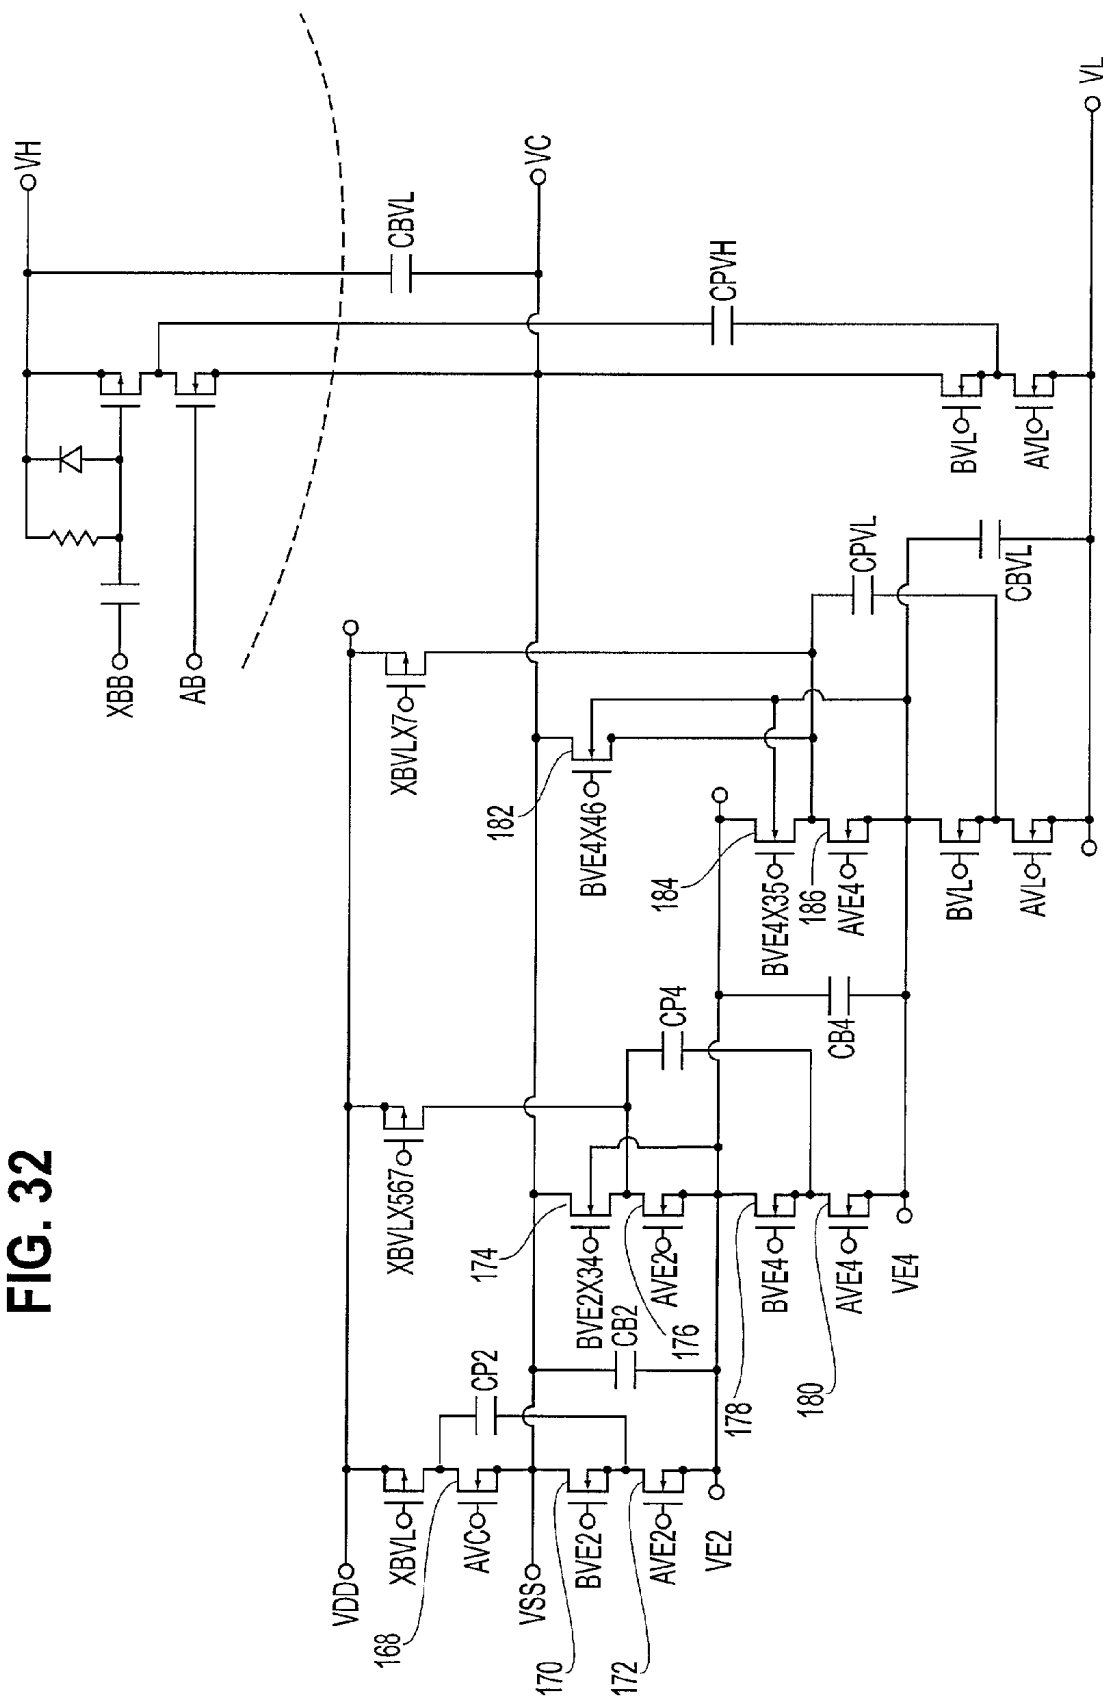 FIG. 32
VDD
XBVL
168
AVC
VSS
170
BVE2
172
AVE2
VE2
CP2
CB2
XBVLX567
174
BVE2X34
176
AVE2
178
BVE4
180
AVE4
VE4
CP4
CB4
XBVLX7
182
BVE4X46
184
BVE4X35
186
AVE4
BVL
AVL
CPVL
CBVL
XBB
AB
BVL
AVL
CPVH
CBVL
VH
VC
VL